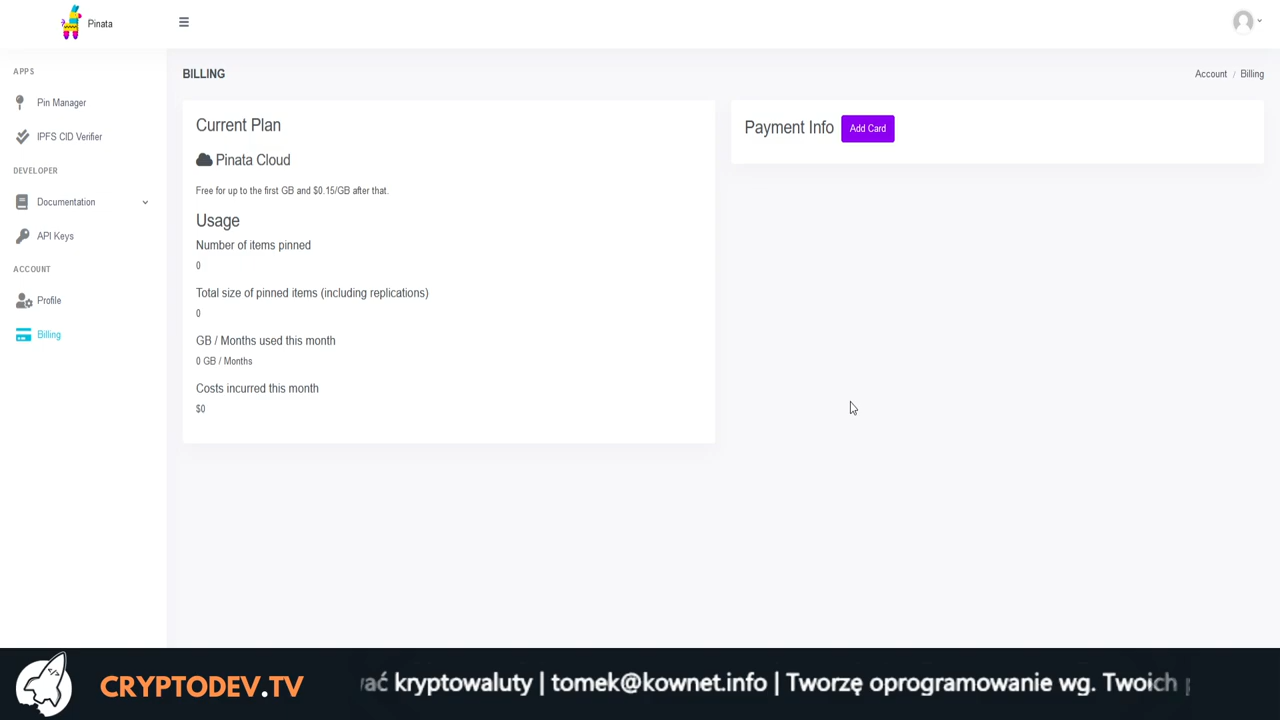 Pinata
APPS
Pin Manager
IPFS CID Verifier
DEVELOPER
Documentation
API Keys
ACCOUNT
Profile
Billing
BILLING
Account / Billing
Current Plan
Pinata Cloud
Free for up to the first GB and $0.15/GB after that.
Usage
Number of items pinned
0
Total size of pinned items (including replications)
0
GB / Months used this month
0 GB / Months
Costs incurred this month
$0
Payment Info Add Card
CRYPTODEV.TV
kryptowaluty | tomek@kownet.info | Tworzę oprogramowanie wg. Twoich